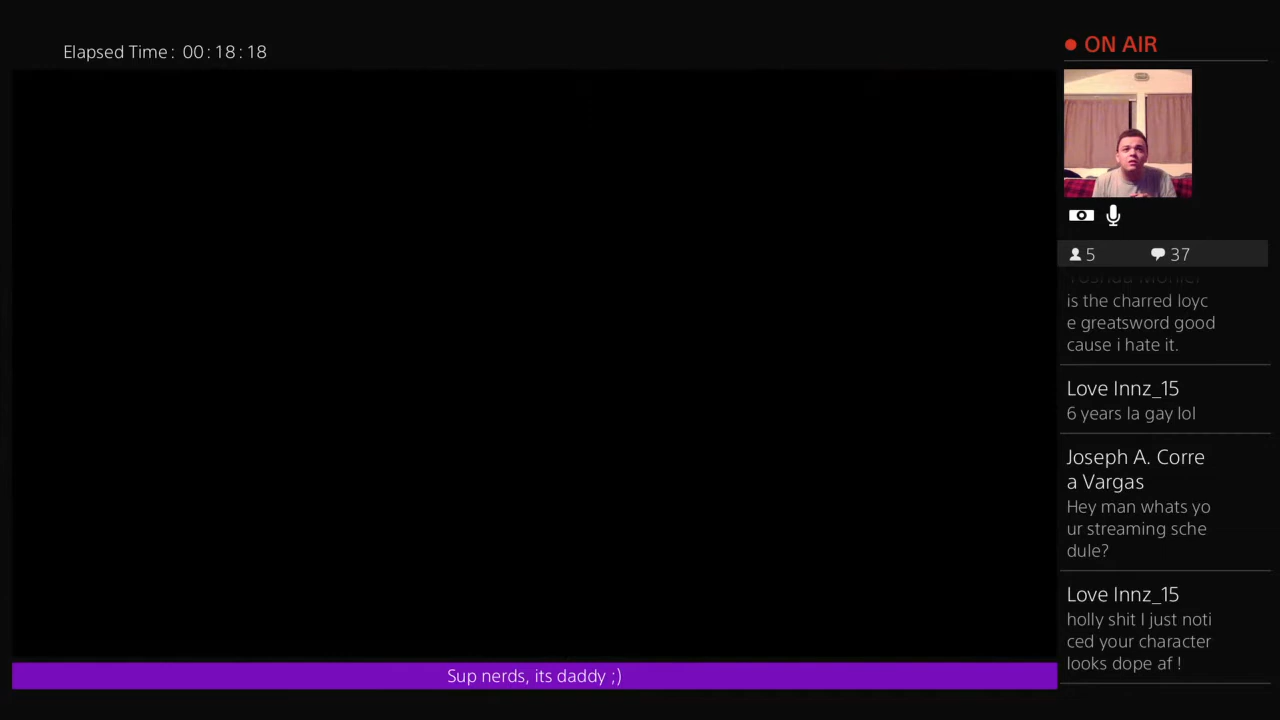 Elapsed Time: 00:18:18
ON AIR
5
37
is the charred loyc
e greatsword good
cause i hate it.
Love Innz_15
6 years la gay lol
Joseph A. Corre
a Vargas
Hey man whats yo
ur streaming sche
dule?
Love Innz_15
holly shit I just noti
ced your character
looks dope af !
Sup nerds, its daddy ;)